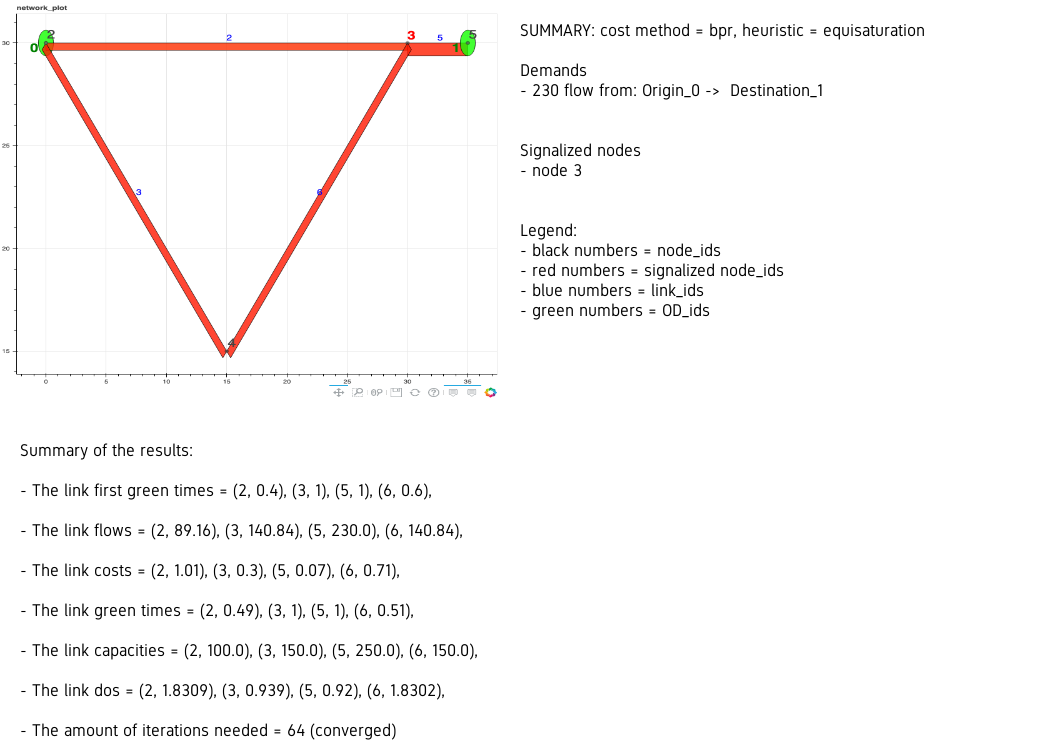 network_plot
2
0
2
3
5
5
1
30
25
3
6
20
4
15
0
5
10
15
20
25
30
35
SUMMARY: cost method = bpr, heuristic = equisaturation
Demands
- 230 flow from: Origin_0 -> Destination_1
Signalized nodes
- node 3
Legend:
- black numbers = node_ids
- red numbers = signalized node_ids
- blue numbers = link_ids
- green numbers = OD_ids
Summary of the results:
- The link first green times = (2, 0.4), (3, 1), (5, 1), (6, 0.6),
- The link flows = (2, 89.16), (3, 140.84), (5, 230.0), (6, 140.84),
- The link costs = (2, 1.01), (3, 0.3), (5, 0.07), (6, 0.71),
- The link green times = (2, 0.49), (3, 1), (5, 1), (6, 0.51),
- The link capacities = (2, 100.0), (3, 150.0), (5, 250.0), (6, 150.0),
- The link dos = (2, 1.8309), (3, 0.939), (5, 0.92), (6, 1.8302),
- The amount of iterations needed = 64 (converged)